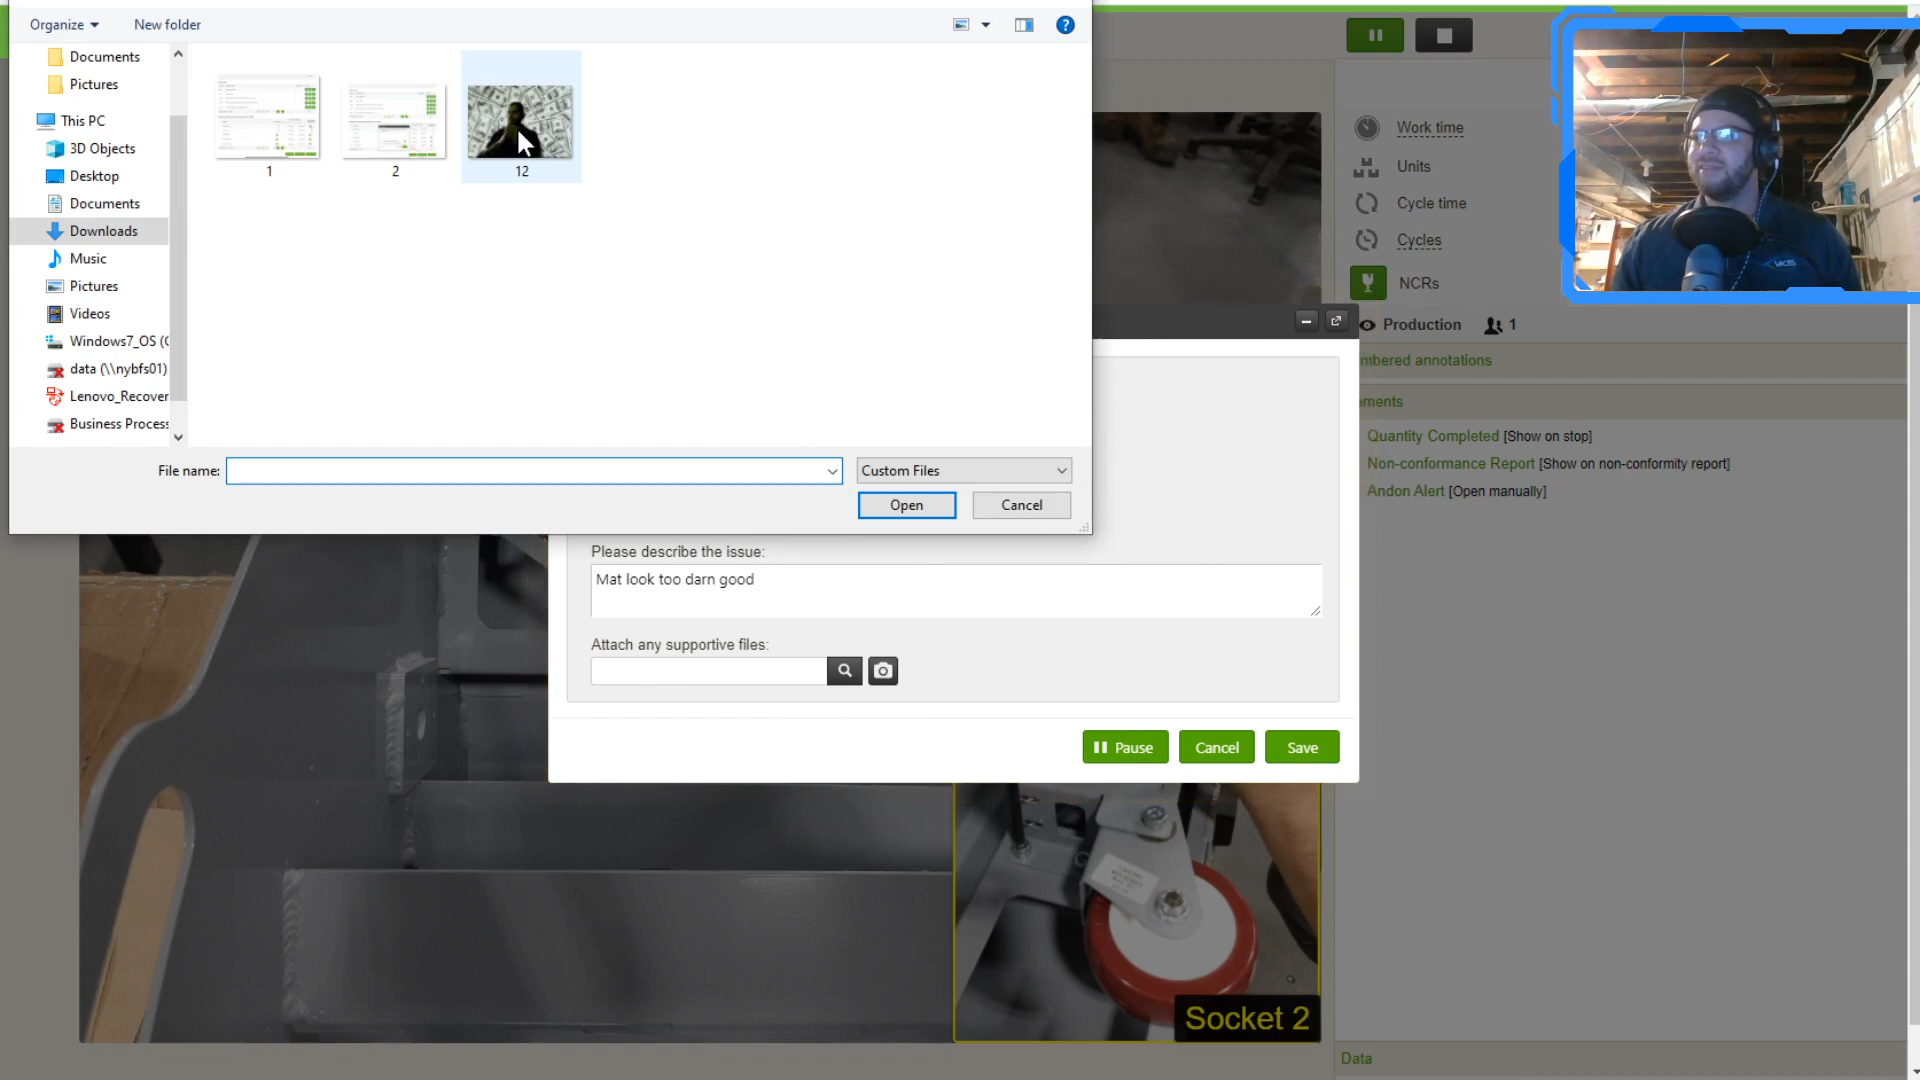 Organize
New folder
Documents
Pictures
This PC
3D Objects
Desktop
Documents
Downloads
Music
Pictures
Videos
Windows7_OS (C
data (\\nybfs01)
Lenovo_Recover
Business Process
1
2
12
File name:
Custom Files
Open
Cancel
Work time
Units
Cycle time
Cycles
NCRs
Production
1
mbered annotations
ements
Quantity Completed [Show on stop]
Non-conformance Report [Show on non-conformity report]
Andon Alert [Open manually]
Please describe the issue:
Mat look too darn good
Attach any supportive files:
Pause
Cancel
Save
VKS
Socket 2
Data